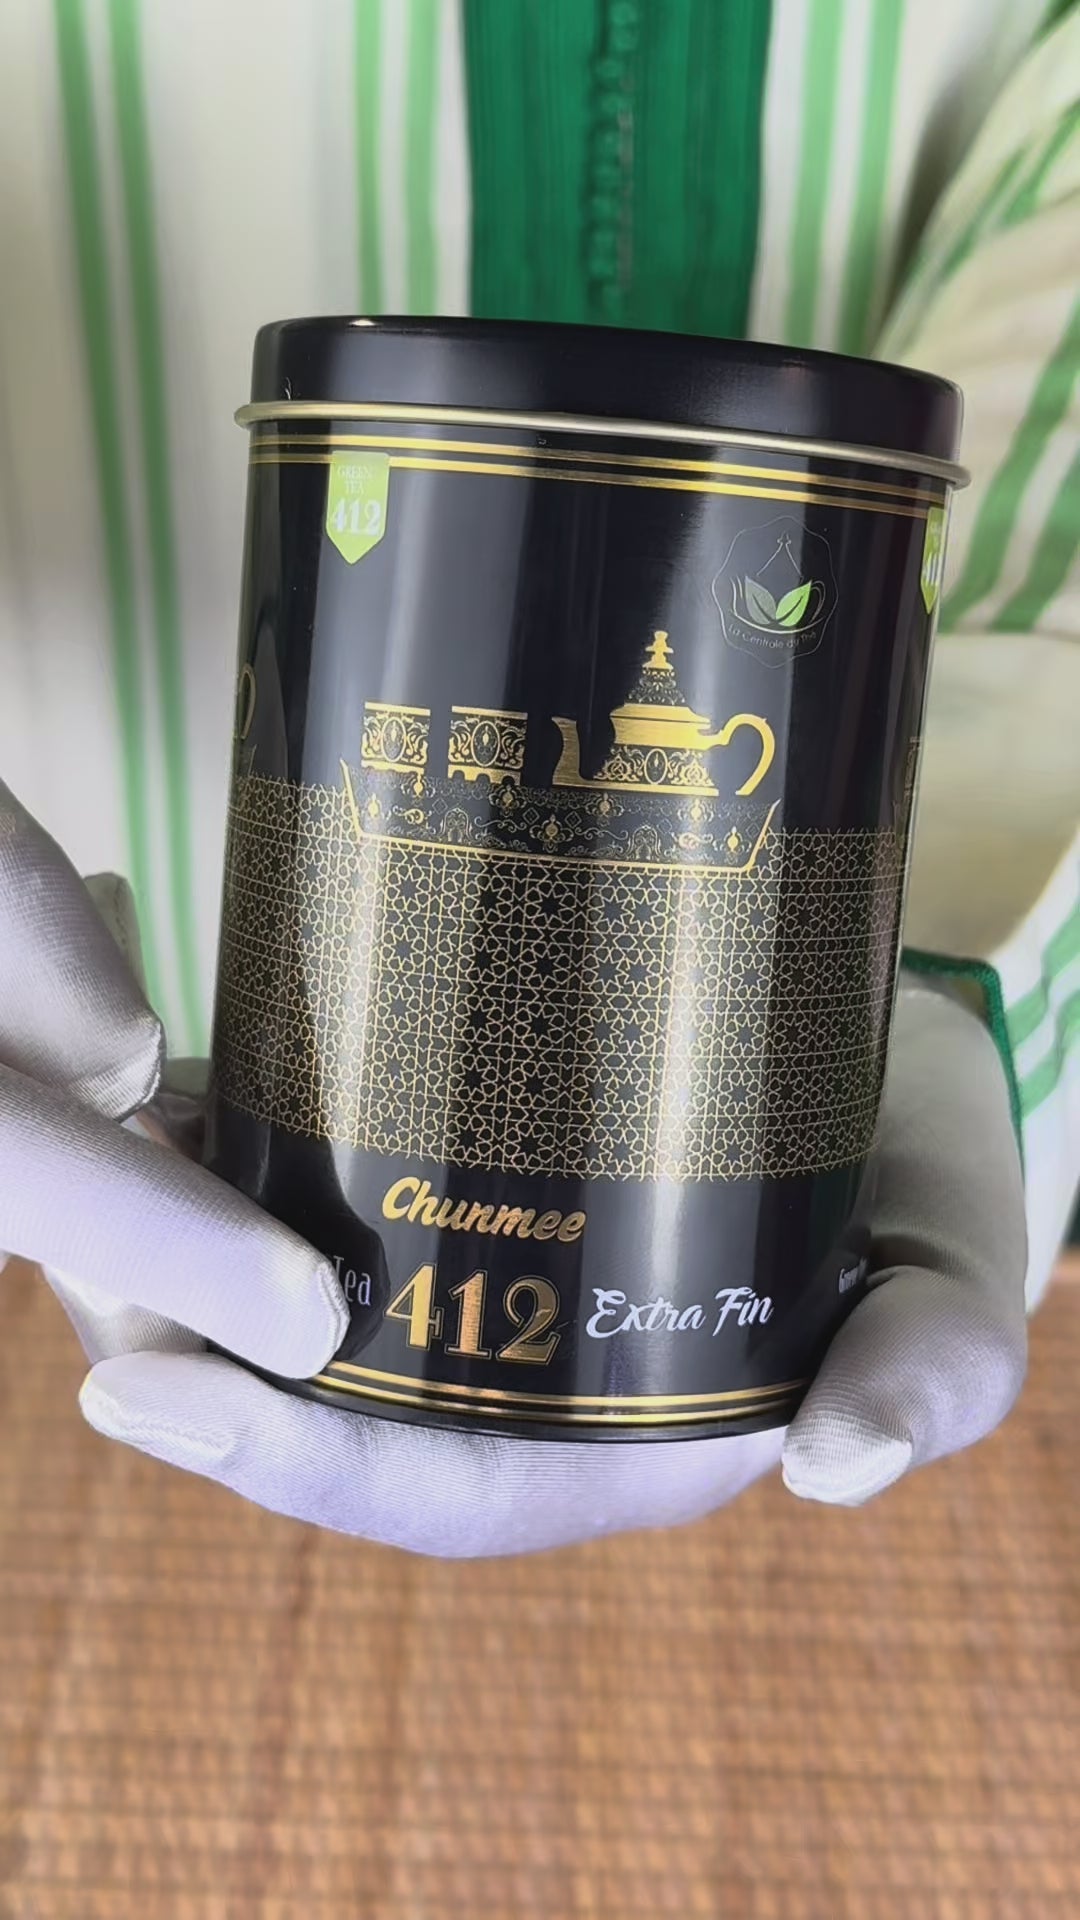 GREEN
TEA
412
La Centrale du Thé
Chunmee
Tea 412 Extra Fin